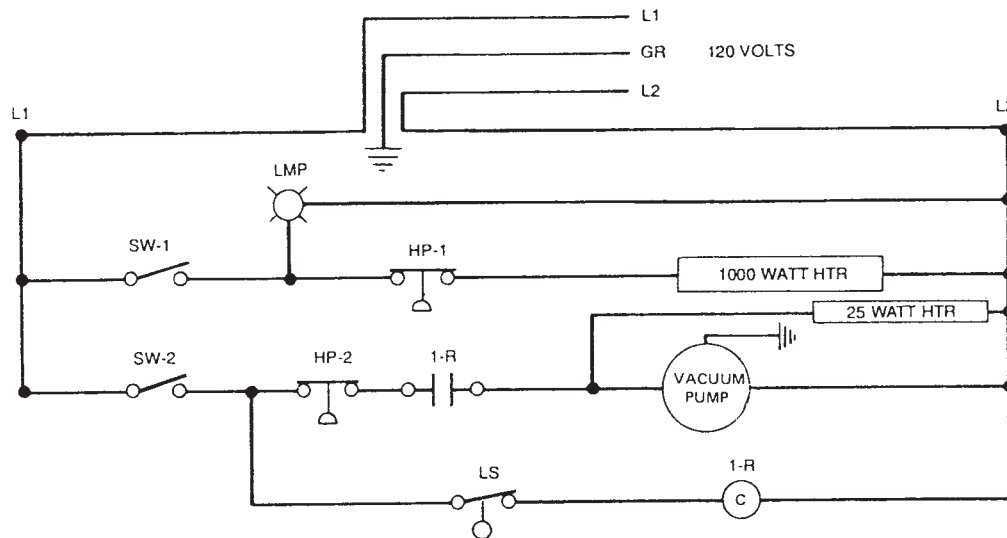 L1
GR 120 VOLTS
L2
L1
LMP
SW-1
HP-1
1000 WATT HTR
25 WATT HTR
SW-2
HP-2
1-R
VACUUM
PUMP
LS
1-R
C